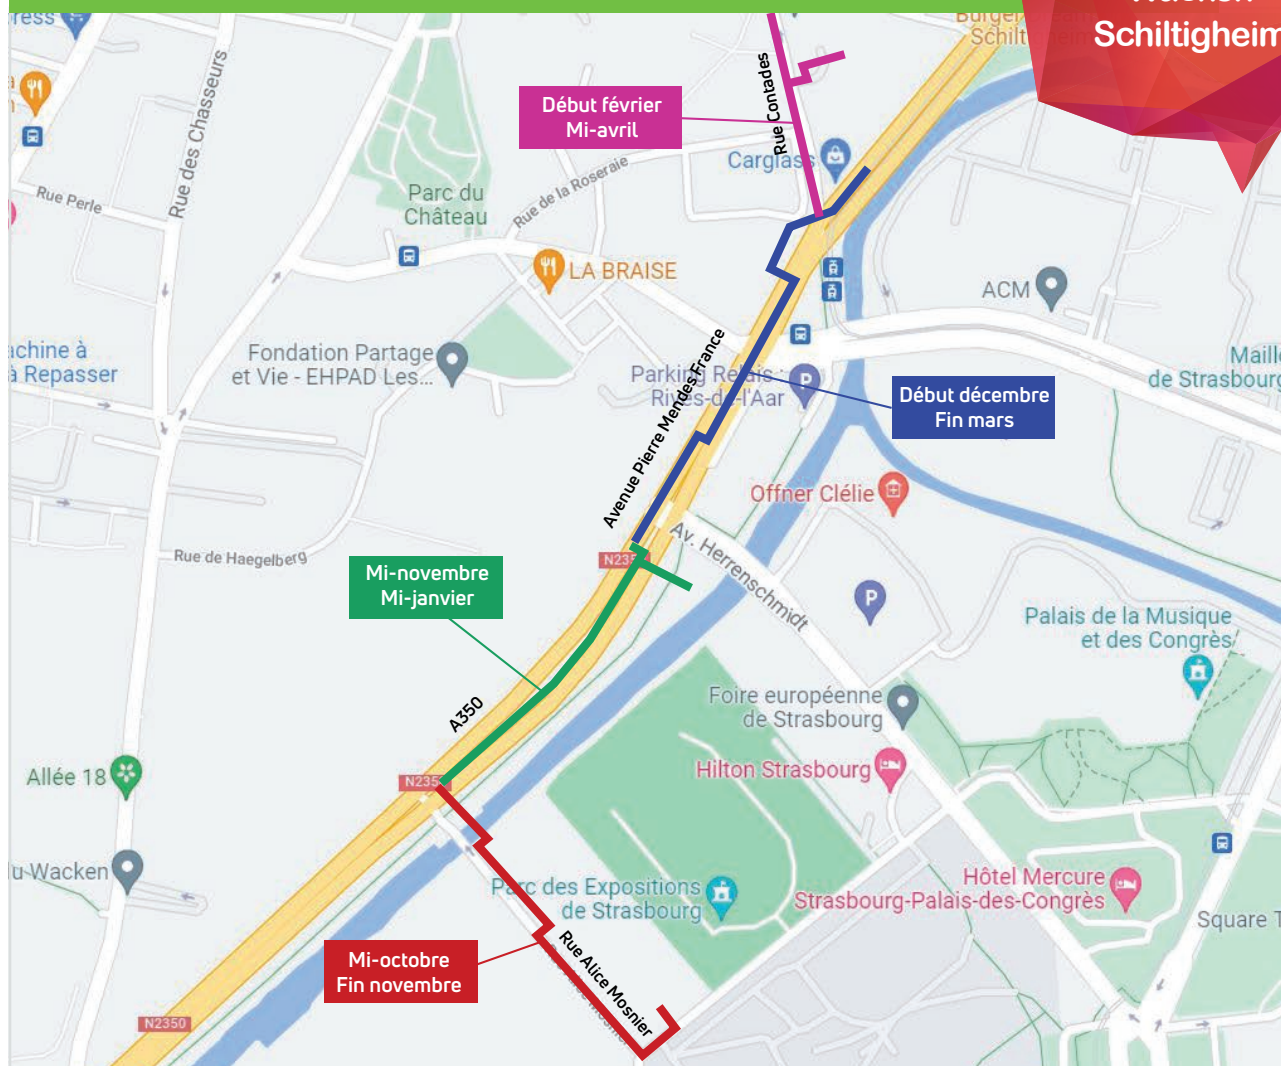 Schiltigheim
Rue des Chasseurs
Rue Contades
Début février
Mi-avril
Carglass
Rue de la Roseraie
Parc du
Château
Rue Perle
LA BRAISE
ACM
Fondation Partage
et Vie - EHPAD Les...
à Repasser
Avenue Pierre Mendes France
Parking Relais
Rives-de-l'Aar
de Strasbourg
Début décembre
Fin mars
Offner Clélie
Rue de Haegelberg
Av. Herrenschmidt
Mi-novembre
Mi-janvier
P
P
Palais de la Musique
et des Congrès
Foire européenne
de Strasbourg
A350
Allée 18
Hilton Strasbourg
Wacken
Parc des Expositions
de Strasbourg
Hôtel Mercure
Strasbourg-Palais-des-Congrès
Square
Mi-octobre
Fin novembre
Rue Alice Mosnier
N2350